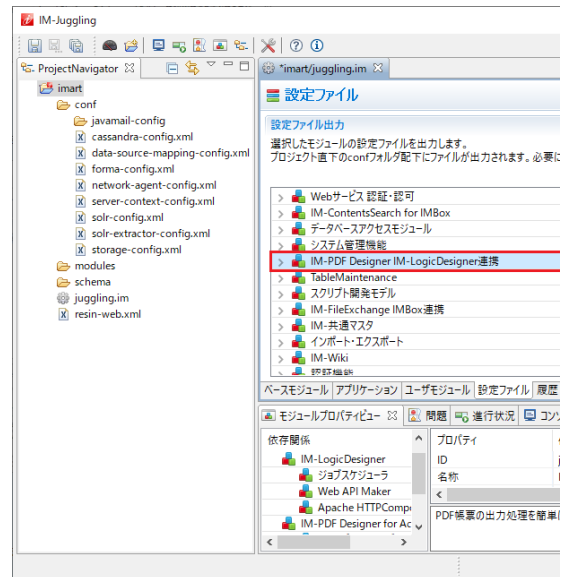 IM-Juggling
ProjectNavigator
imart
conf
javamail-config
cassandra-config.xml
data-source-mapping-config.xml
forma-config.xml
network-agent-config.xml
server-context-config.xml
solr-config.xml
solr-extractor-config.xml
storage-config.xml
modules
schema
juggling.im
resin-web.xml
*imart/juggling.im
設定ファイル
設定ファイル出力
選択したモジュールの設定ファイルを出力します。
プロジェクト直下のconfフォルダ配下にファイルが出力されます。必要に
Webサービス 認証・認可
IM-ContentsSearch for IMBox
データベースアクセスモジュール
システム管理機能
IM-PDF Designer IM-LogicDesigner連携
TableMaintenance
スクリプト開発モデル
IM-FileExchange IMBox連携
IM-共通マスタ
インポート・エクスポート
IM-Wiki
認証機能
ベースモジュール アプリケーション ユーザモジュール 設定ファイル 履歴
モジュールプロパティビュー 問題 進行状況 コンソ
依存関係
IM-LogicDesigner
ジョブスケジューラ
Web API Maker
Apache HTTPCompo
IM-PDF Designer for Ac
プロパティ
ID
名称
PDF帳票の出力処理を簡単